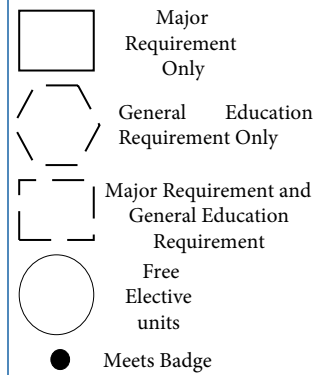 Major
Requirement
Only
General Education
Requirement Only
Major Requirement and
General Education
Requirement
Free
Elective
units
Meets Badge